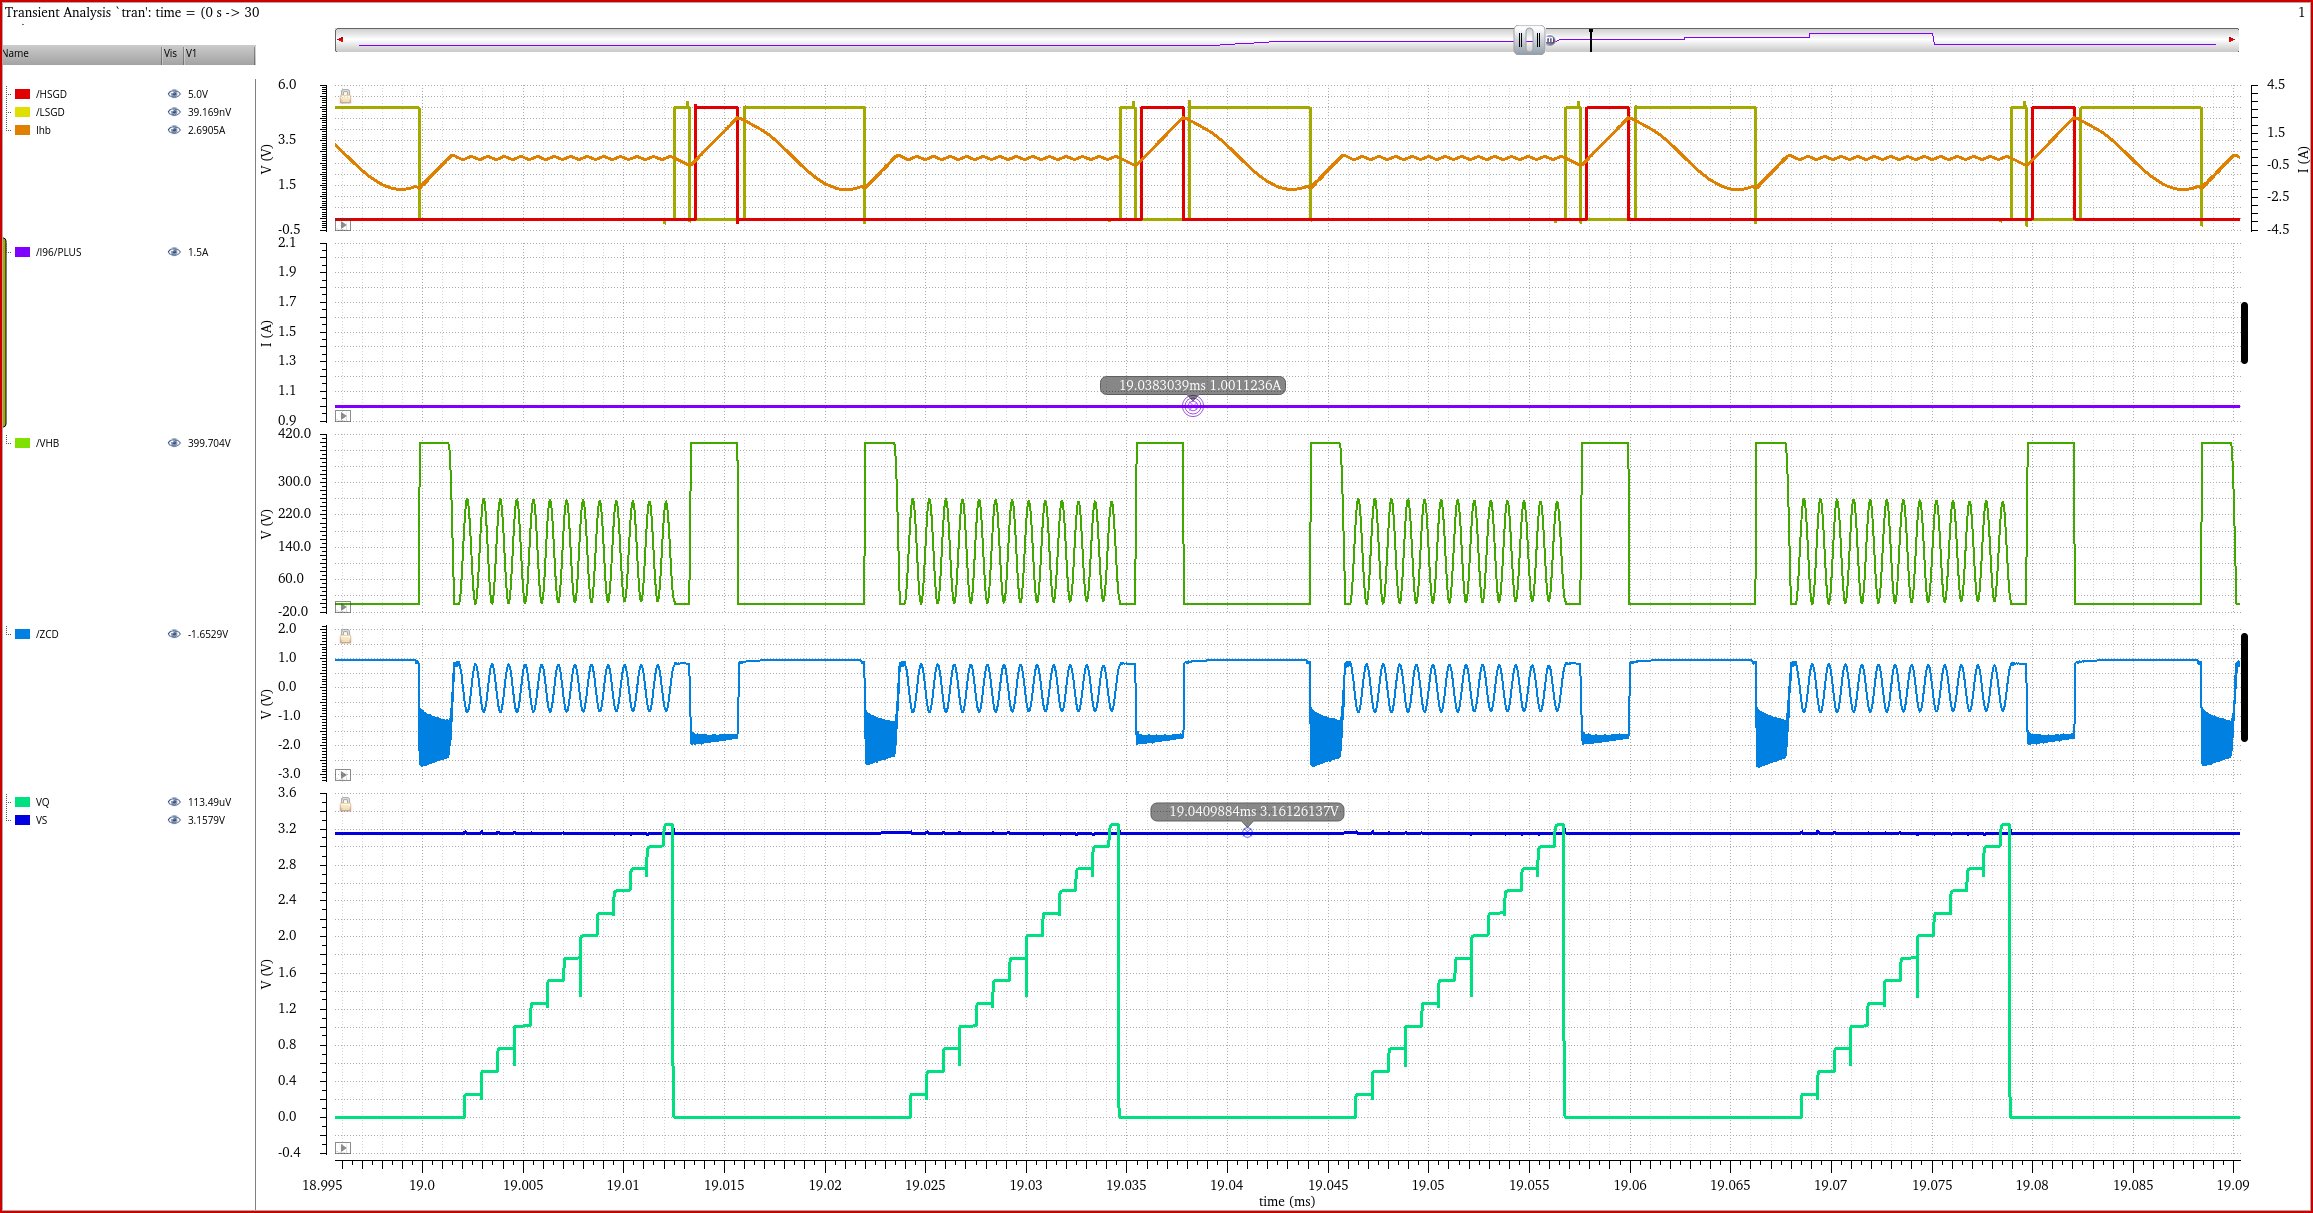 Transient Analysis `tran': time = (0 s -> 30
1
Name Vis V1
/HSGD 5.0V
/LSGD 39.169nV
Ihb 2.6905A
6.0
3.5
1.5
-0.5
V (V)
4.5
1.5
-0.5
-2.5
-4.5
I (A)
/I96/PLUS 1.5A
2.1
1.9
1.7
1.5
1.3
1.1
0.9
I (A)
19.0383039ms 1.0011236A
/VHB 399.704V
420.0
300.0
220.0
140.0
60.0
-20.0
V (V)
/ZCD -1.6529V
2.0
1.0
0.0
-1.0
-2.0
-3.0
V (V)
VQ 113.49uV
VS 3.1579V
3.6
3.2
2.8
2.4
2.0
1.6
1.2
0.8
0.4
0.0
-0.4
V (V)
19.0409884ms 3.16126137V
18.995 19.0 19.005 19.01 19.015 19.02 19.025 19.03 19.035 19.04 19.045 19.05 19.055 19.06 19.065 19.07 19.075 19.08 19.085 19.09
time (ms)